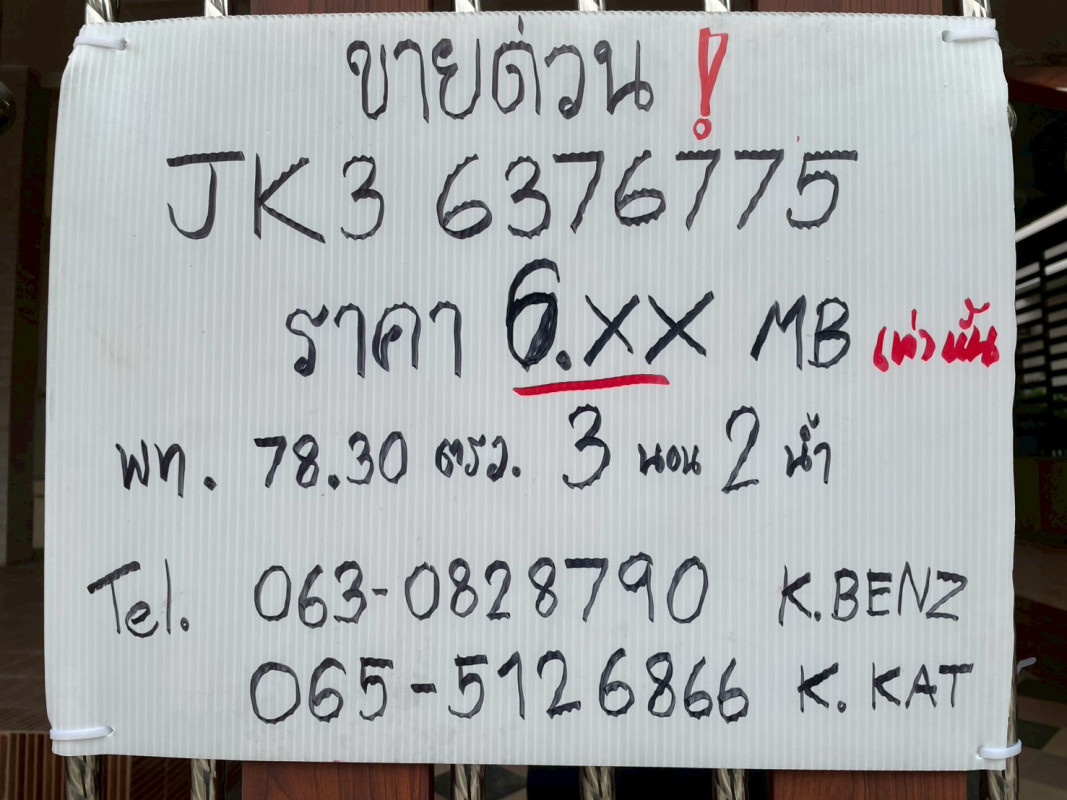 ขายด่วน!
JK3 6376775
ราคา 6.XX MB เท่านั้น
พท. 78.30 ตรว. 3 นอน 2 น้ำ
Tel. 063-0828790 K.BENZ
065-5126866 K. KAT